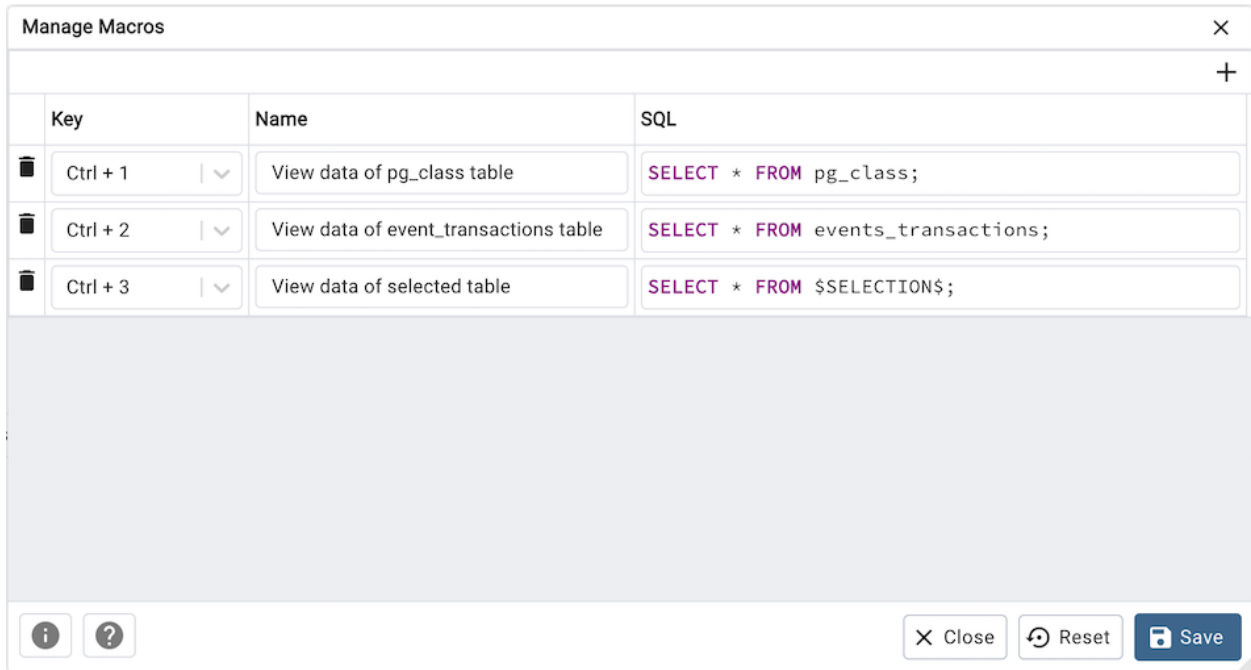 Manage Macros
Key Name SQL
Ctrl + 1 View data of pg_class table SELECT * FROM pg_class;
Ctrl + 2 View data of event_transactions table SELECT * FROM events_transactions;
Ctrl + 3 View data of selected table SELECT * FROM $SELECTION$;
Close Reset Save